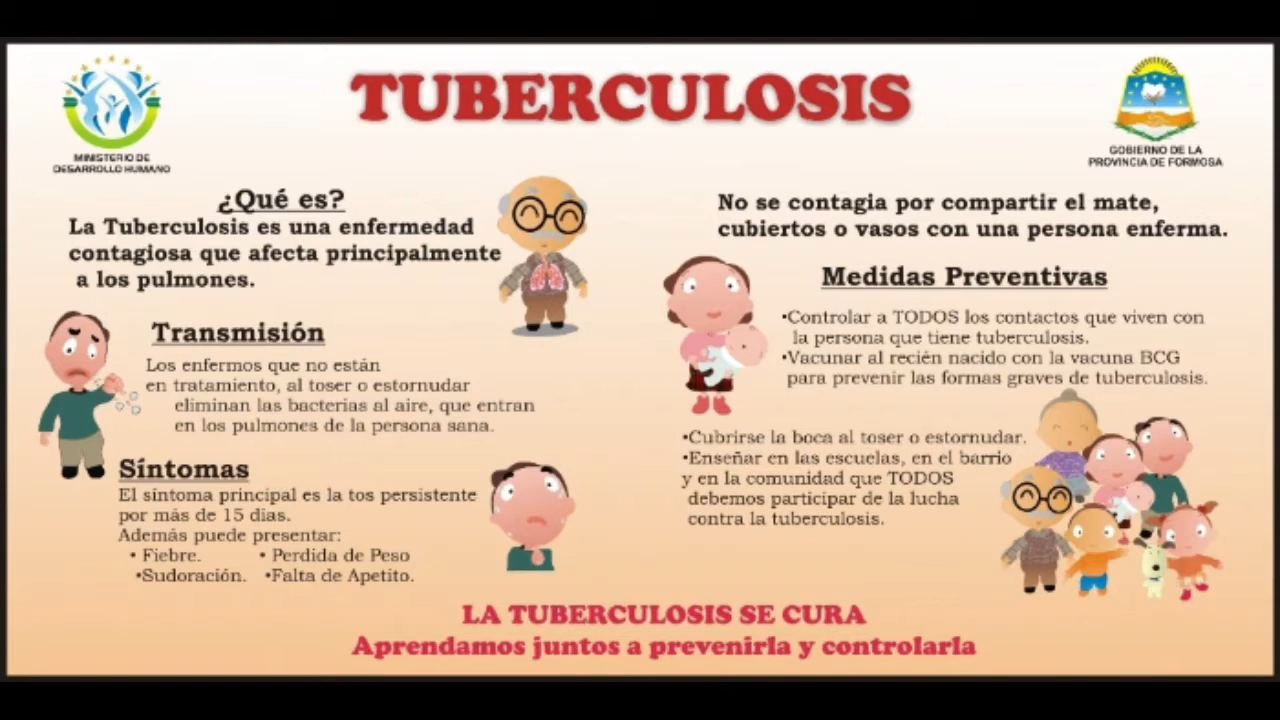 TUBERCULOSIS
MINISTERIO DE
DESARROLLO HUMANO
GOBIERNO DE LA
PROVINCIA DE FORMOSA
¿Qué es?
La Tuberculosis es una enfermedad
contagiosa que afecta principalmente
a los pulmones.
Transmisión
Los enfermos que no están
en tratamiento, al toser o estornudar
eliminan las bacterias al aire, que entran
en los pulmones de la persona sana.
Síntomas
El síntoma principal es la tos persistente
por más de 15 dias.
Además puede presentar:
• Fiebre. • Perdida de Peso
•Sudoración. •Falta de Apetito.
No se contagia por compartir el mate,
cubiertos o vasos con una persona enferma.
Medidas Preventivas
•Controlar a TODOS los contactos que viven con
la persona que tiene tuberculosis.
•Vacunar al recién nacido con la vacuna BCG
para prevenir las formas graves de tuberculosis.
•Cubrirse la boca al toser o estornudar.
•Enseñar en las escuelas, en el barrio
y en la comunidad que TODOS
debemos participar de la lucha
contra la tuberculosis.
LA TUBERCULOSIS SE CURA
Aprendamos juntos a prevenirla y controlarla